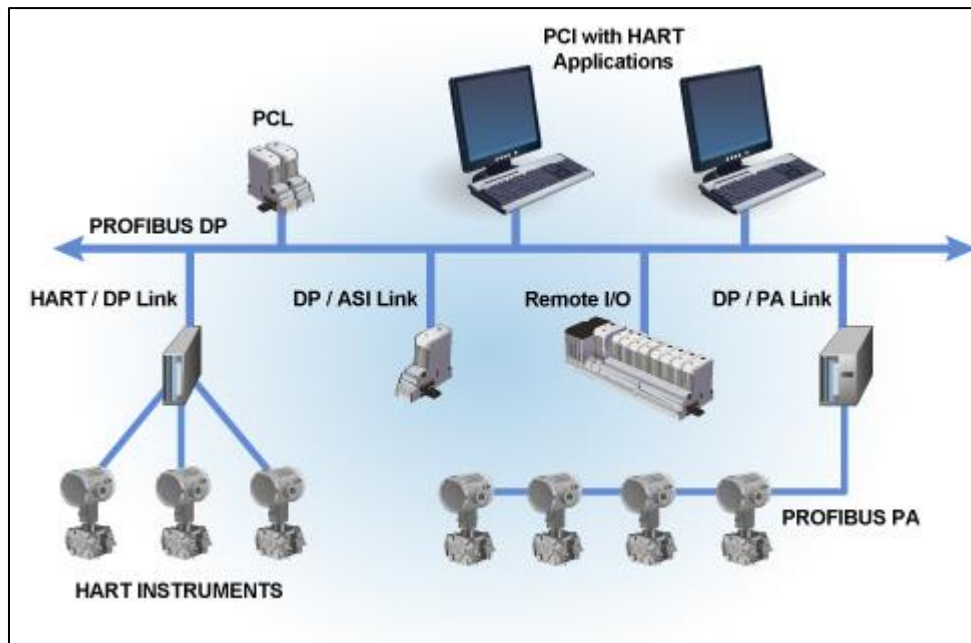 PCI with HART
Applications
PCL
PROFIBUS DP
HART / DP Link
DP / ASI Link
Remote I/O
DP / PA Link
PROFIBUS PA
HART INSTRUMENTS